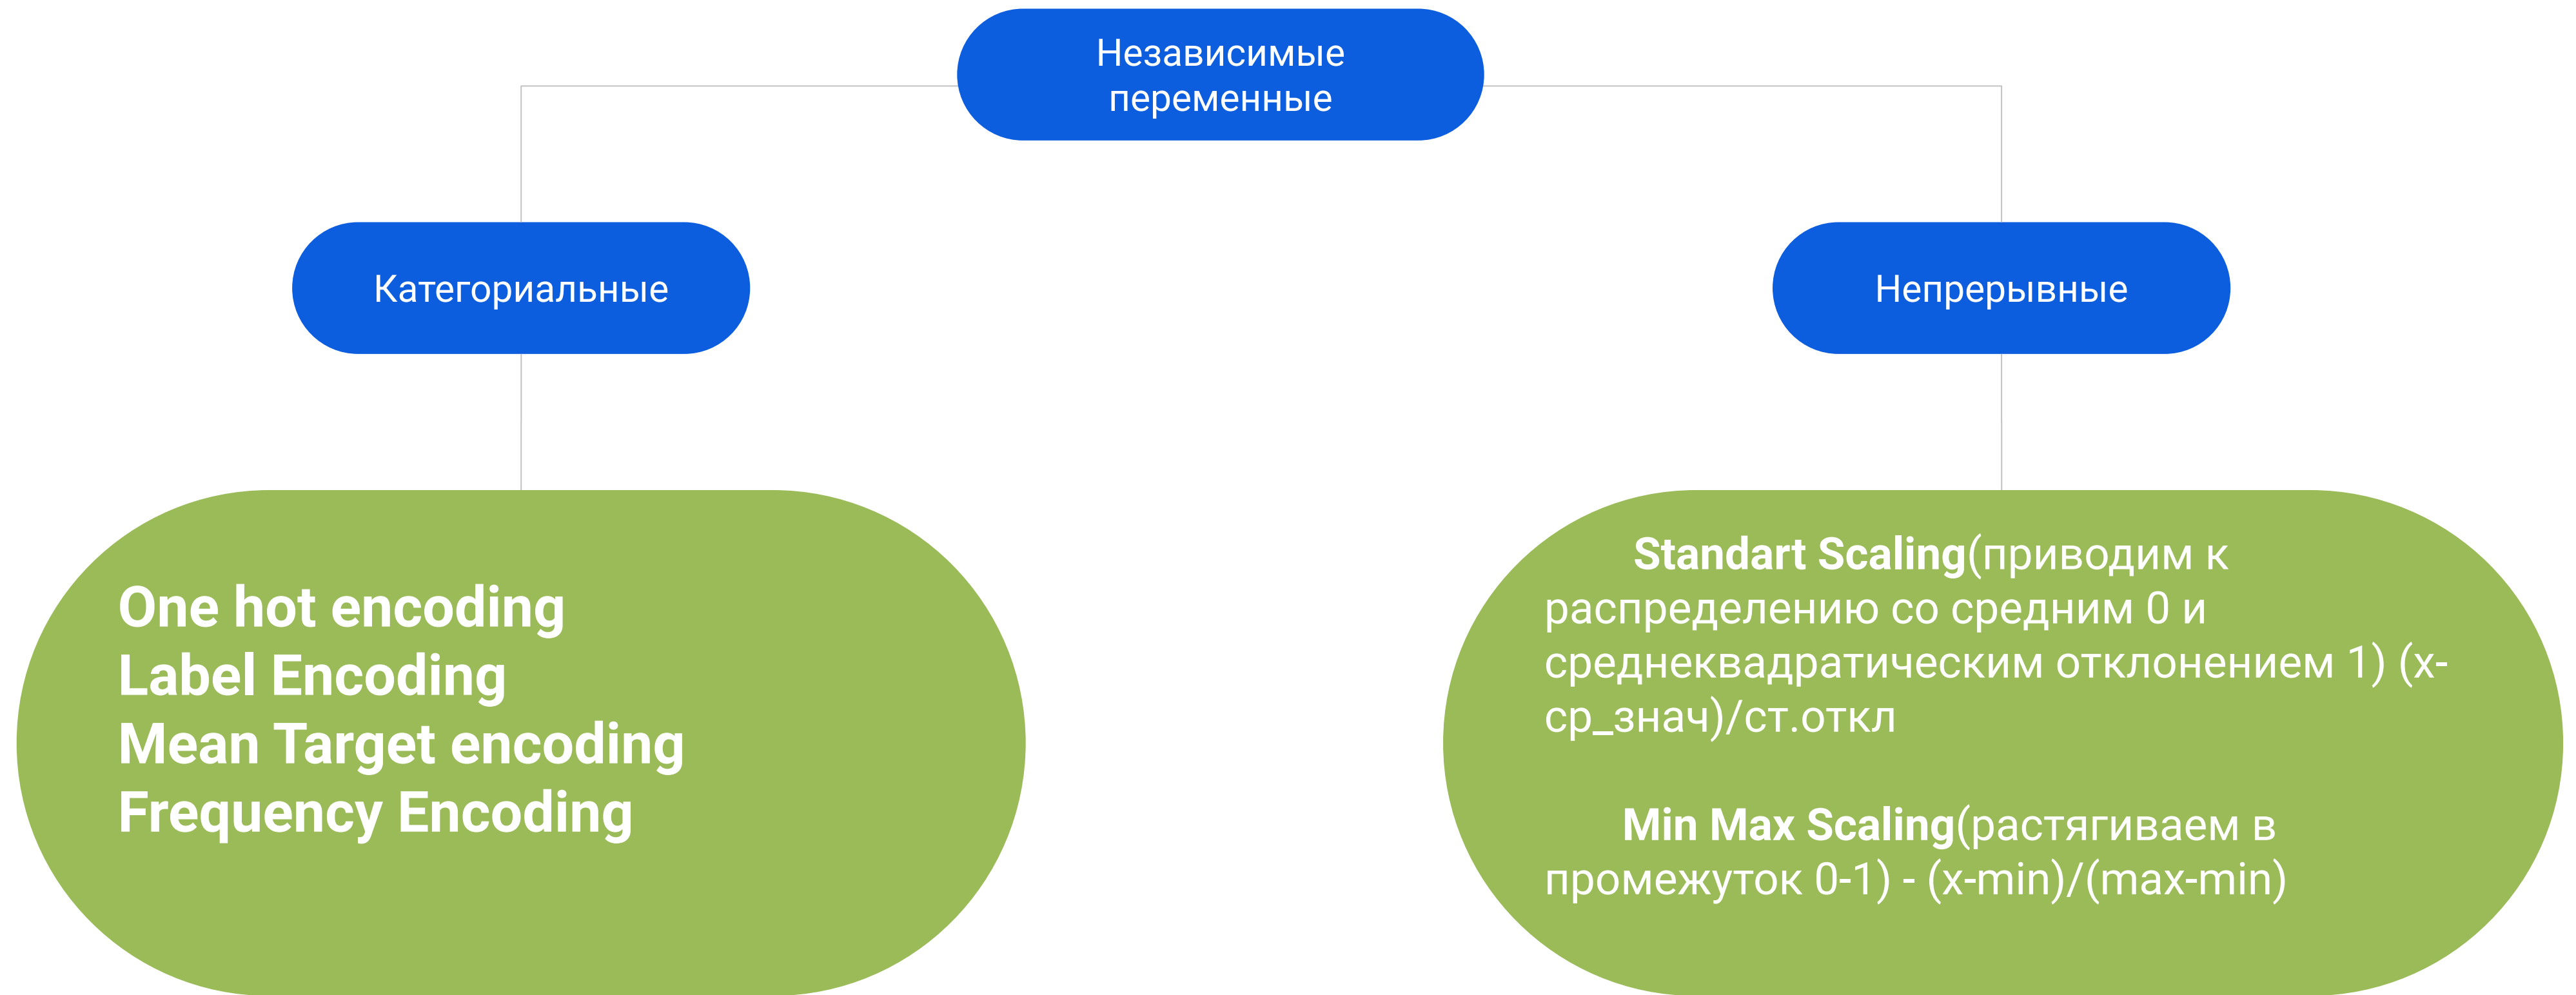 Независимые
переменные
Категориальные
Непрерывные
One hot encoding
Label Encoding
Mean Target encoding
Frequency Encoding
Standart Scaling(приводим к
распределению со средним 0 и
среднеквадратическим отклонением 1) (x-
ср_знач)/ст.откл
Min Max Scaling(растягиваем в
промежуток 0-1) - (x-min)/(max-min)